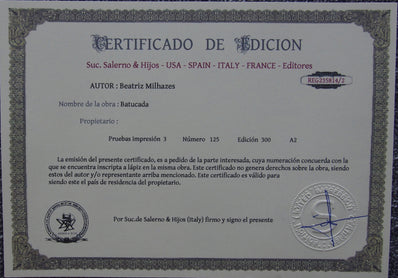 CERTIFICADO DE EDICION
Suc. Salerno & Hijos - USA - SPAIN - ITALY - FRANCE - Editores
REG235814/2
AUTOR : Beatriz Milhazes
Nombre de la obra : Batucada
Propietario :
Pruebas impresión 3 Número 125 Edición 300 A2
La emisión del presente certificado, es a pedido de la parte interesada, cuya numeración concuerda con la
que se encuentra inscripta a lápiz en la misma obra. Este certificado no genera derechos sobre la obra, siendo
estos del autor y/o representante arriba mencionado. Este certificado es válido para
siendo este el país de residencia del propietario.
Por Suc.de Salerno & Hijos (Italy) firmo y signo el presente